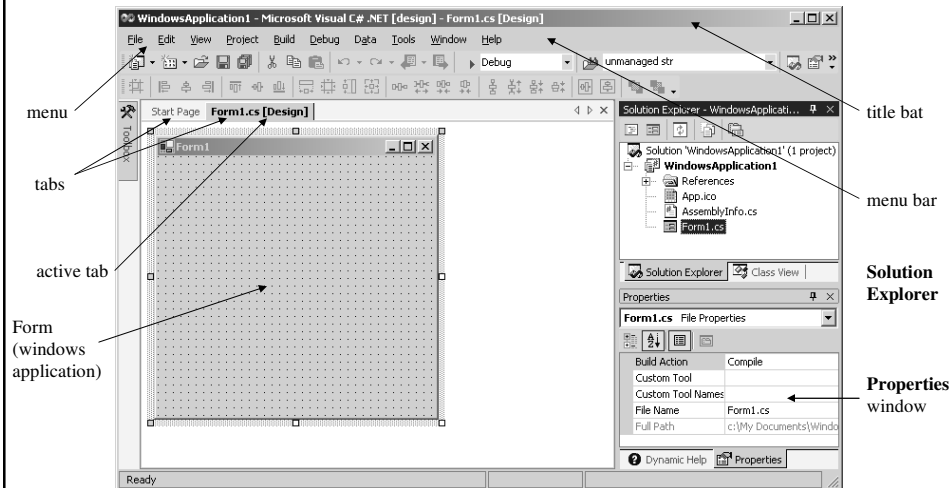 WindowsApplication1 - Microsoft Visual C# .NET [design] - Form1.cs [Design]
File Edit View Project Build Debug Data Tools Window Help
Debug
unmanaged str
menu
Start Page Form1.cs [Design]
Solution Explorer - WindowsApplicati...
title bat
Toolbox
Form1
Solution 'WindowsApplication1' (1 project)
WindowsApplication1
References
App.ico
AssemblyInfo.cs
Form1.cs
tabs
menu bar
active tab
Solution Explorer Class View
Solution
Explorer
Properties
Form1.cs File Properties
Form
(windows
application)
Build Action Compile
Custom Tool
Custom Tool Names
File Name Form1.cs
Full Path c:\My Documents\Windo
Properties
window
Dynamic Help Properties
Ready